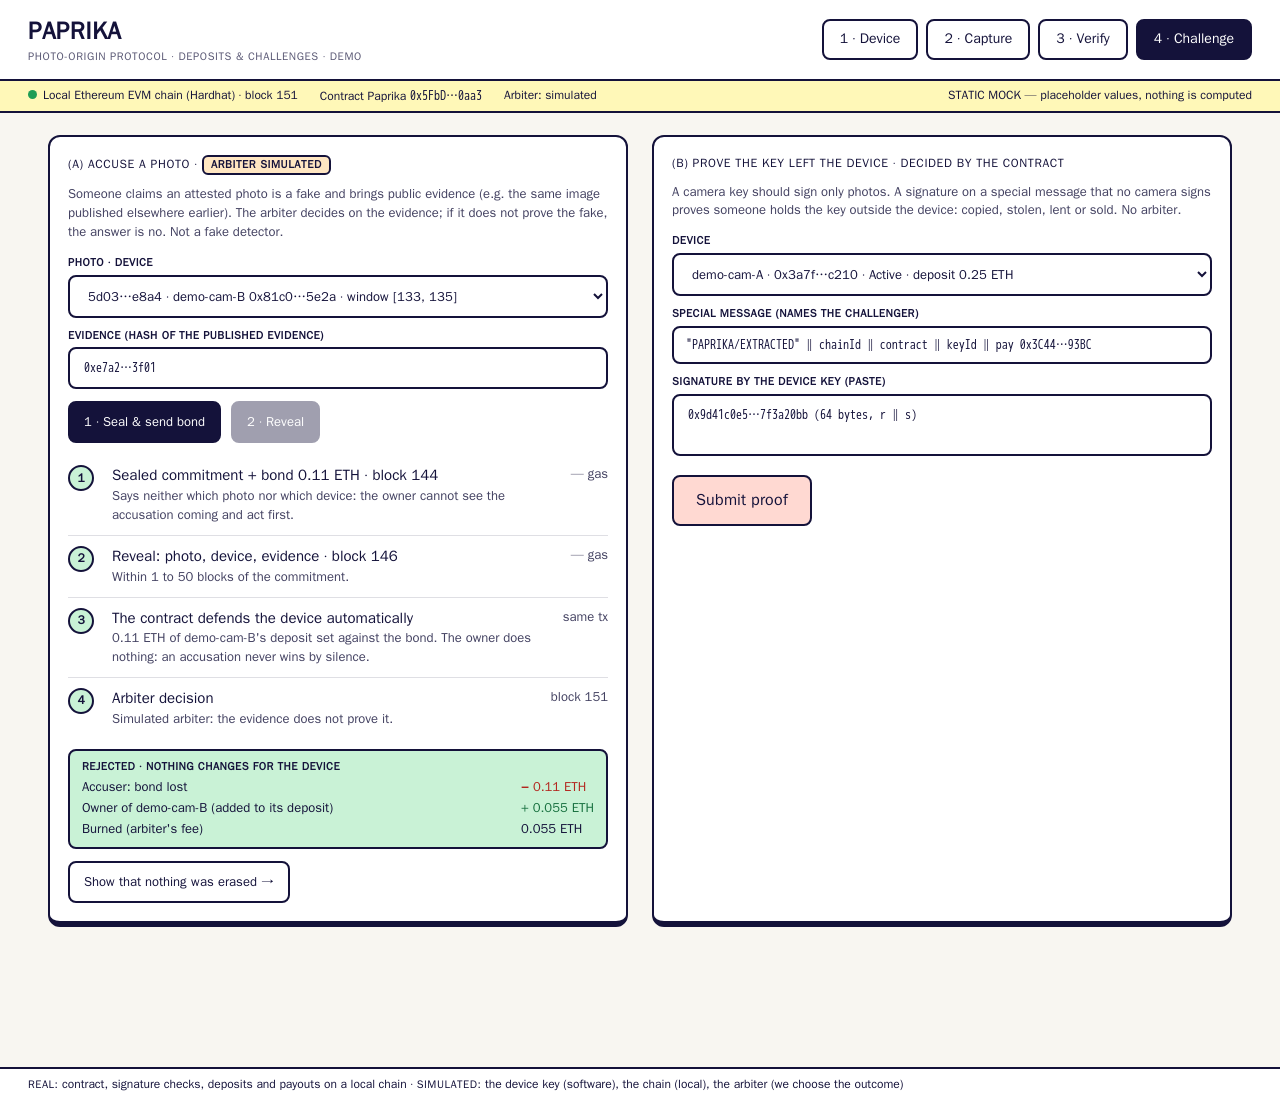 PAPRIKA
PHOTO-ORIGIN PROTOCOL · DEPOSITS & CHALLENGES · DEMO
1 · Device
2 · Capture
3 · Verify
4 · Challenge
Local Ethereum EVM chain (Hardhat) · block 151
Contract Paprika 0x5FbD···0aa3
Arbiter: simulated
STATIC MOCK — placeholder values, nothing is computed
(A) ACCUSE A PHOTO · ARBITER SIMULATED
Someone claims an attested photo is a fake and brings public evidence (e.g. the same image
published elsewhere earlier). The arbiter decides on the evidence; if it does not prove the fake,
the answer is no. Not a fake detector.
PHOTO · DEVICE
5d03···e8a4 · demo-cam-B 0x81c0···5e2a · window [133, 135]
EVIDENCE (HASH OF THE PUBLISHED EVIDENCE)
0xe7a2···3f01
1 · Seal & send bond
2 · Reveal
1
Sealed commitment + bond 0.11 ETH · block 144
— gas
Says neither which photo nor which device: the owner cannot see the
accusation coming and act first.
2
Reveal: photo, device, evidence · block 146
— gas
Within 1 to 50 blocks of the commitment.
3
The contract defends the device automatically
same tx
0.11 ETH of demo-cam-B's deposit set against the bond. The owner does
nothing: an accusation never wins by silence.
4
Arbiter decision
block 151
Simulated arbiter: the evidence does not prove it.
REJECTED · NOTHING CHANGES FOR THE DEVICE
Accuser: bond lost
− 0.11 ETH
Owner of demo-cam-B (added to its deposit)
+ 0.055 ETH
Burned (arbiter's fee)
0.055 ETH
Show that nothing was erased →
(B) PROVE THE KEY LEFT THE DEVICE · DECIDED BY THE CONTRACT
A camera key should sign only photos. A signature on a special message that no camera signs
proves someone holds the key outside the device: copied, stolen, lent or sold. No arbiter.
DEVICE
demo-cam-A · 0x3a7f···c210 · Active · deposit 0.25 ETH
SPECIAL MESSAGE (NAMES THE CHALLENGER)
"PAPRIKA/EXTRACTED" ‖ chainId ‖ contract ‖ keyId ‖ pay 0x3C44···93BC
SIGNATURE BY THE DEVICE KEY (PASTE)
0x9d41c0e5···7f3a20bb (64 bytes, r ‖ s)
Submit proof
REAL: contract, signature checks, deposits and payouts on a local chain · SIMULATED: the device key (software), the chain (local), the arbiter (we choose the outcome)